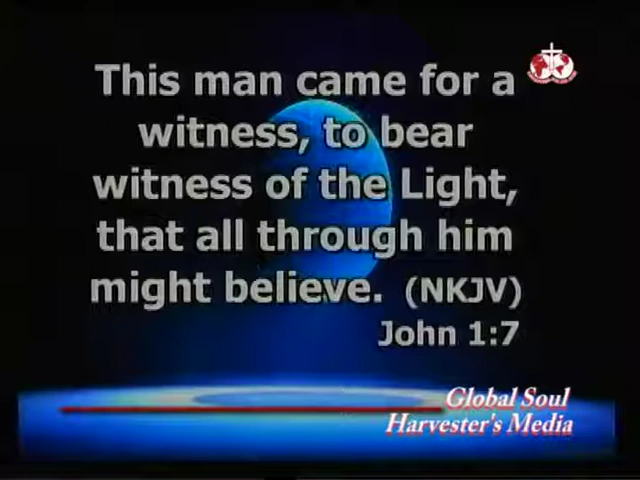 This man came for a
witness, to bear
witness of the Light,
that all through him
might believe. (NKJV)
John 1:7
Global Soul
Harvester's Media